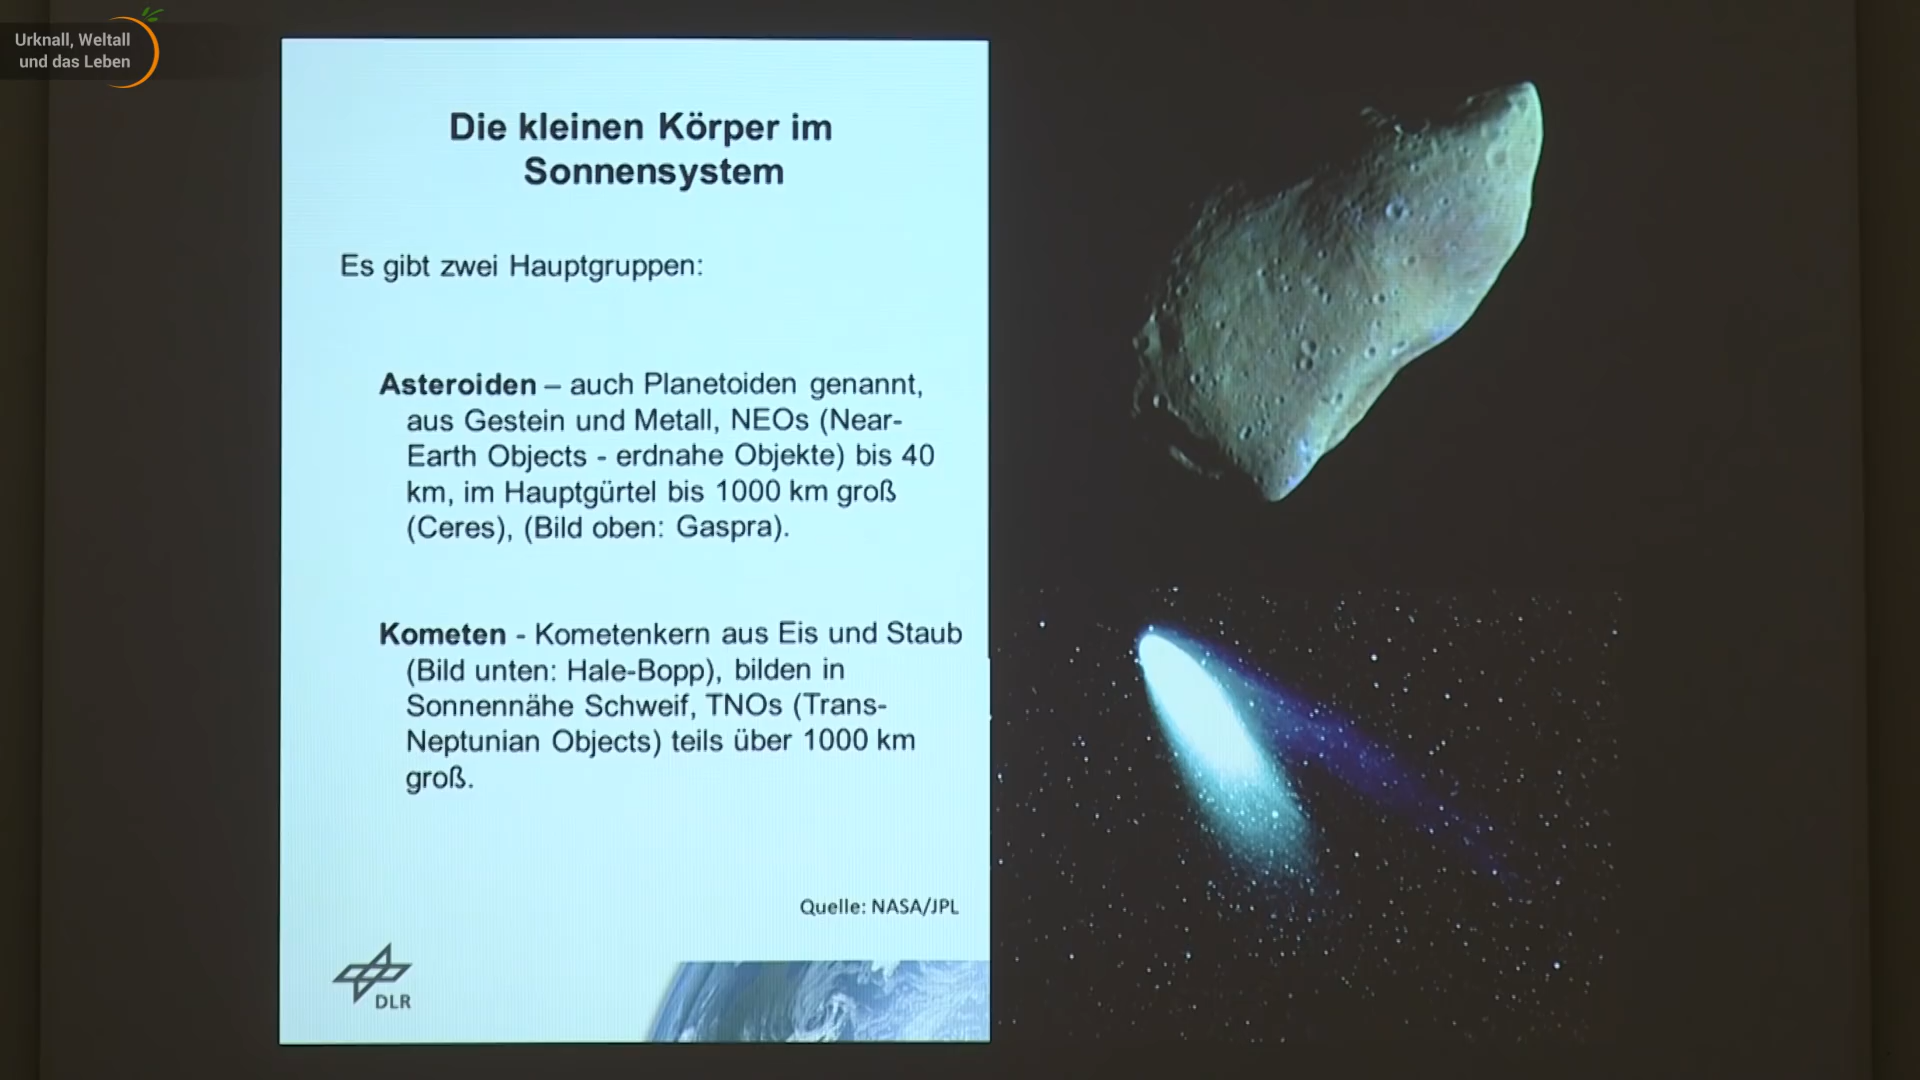 Urknall, Weltall
und das Leben
Die kleinen Körper im
Sonnensystem
Es gibt zwei Hauptgruppen:
Asteroiden – auch Planetoiden genannt,
aus Gestein und Metall, NEOs (Near-
Earth Objects - erdnahe Objekte) bis 40
km, im Hauptgürtel bis 1000 km groß
(Ceres), (Bild oben: Gaspra).
Kometen - Kometenkern aus Eis und Staub
(Bild unten: Hale-Bopp), bilden in
Sonnennähe Schweif, TNOs (Trans-
Neptunian Objects) teils über 1000 km
groß.
Quelle: NASA/JPL
DLR